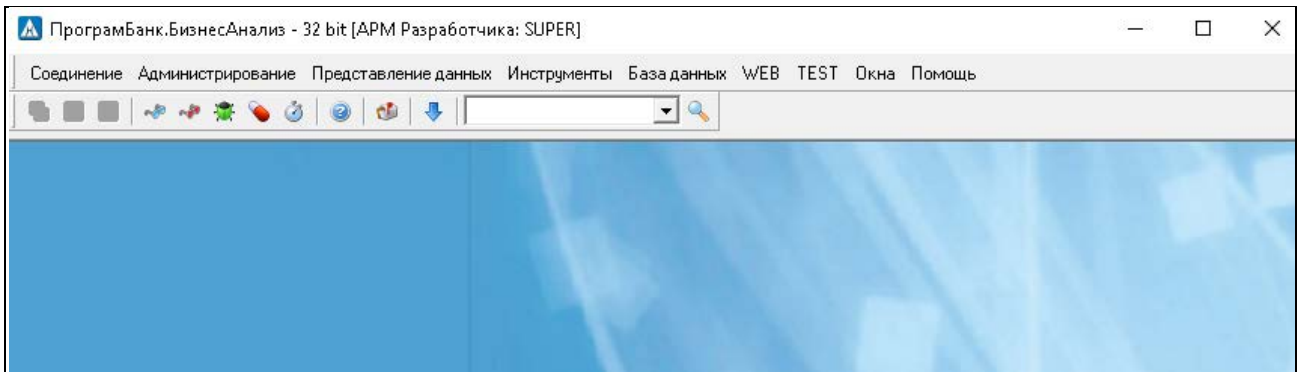 ПрограмБанк.БизнесАнализ - 32 bit [АРМ Разработчика: SUPER]
Соединение Администрирование Представление данных Инструменты База данных WEB TEST Окна Помощь